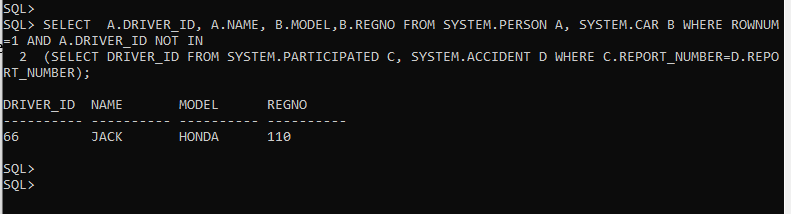 SQL>
SQL> SELECT  A.DRIVER_ID, A.NAME, B.MODEL,B.REGNO FROM SYSTEM.PERSON A, SYSTEM.CAR B WHERE ROWNUM
=1 AND A.DRIVER_ID NOT IN
  2  (SELECT DRIVER_ID FROM SYSTEM.PARTICIPATED C, SYSTEM.ACCIDENT D WHERE C.REPORT_NUMBER=D.REPO
RT_NUMBER);
DRIVER_ID  NAME       MODEL      REGNO
---------- ---------- ---------- ----------
66         JACK       HONDA      110
SQL>
SQL>